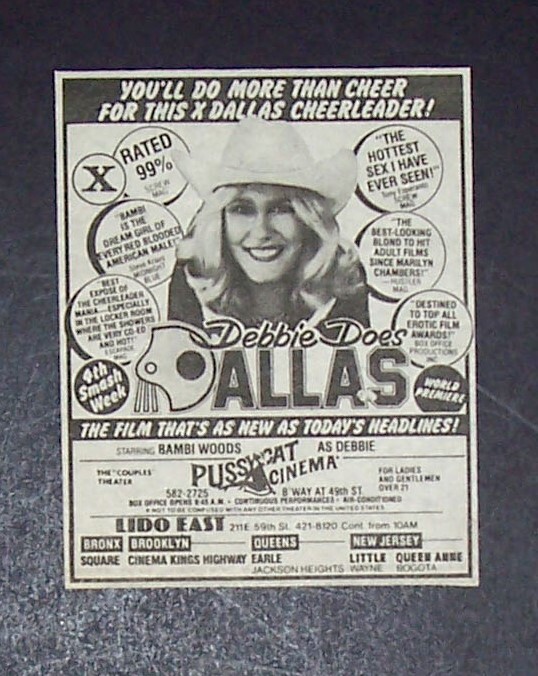 YOU'LL DO MORE THAN CHEER
FOR THIS X DALLAS CHEERLEADER!
X
RATED
99%
SCREW
MAG.
"BAMBI
IS THE
DREAM GIRL OF
EVERY RED BLOODED
AMERICAN MALE!"
MIDNIGHT
BLUE
"BEST
EXPOSE OF
THE CHEERLEADER
MANIA—ESPECIALLY
IN THE LOCKER ROOM
WHERE THE SHOWERS
ARE VERY CO-ED
AND HOT!"
ESCAPADE
MAG.
"THE
HOTTEST
SEX I HAVE
EVER SEEN!"
SCREW
MAG
"THE
BEST-LOOKING
BLOND TO HIT
ADULT FILMS
SINCE MARILYN
CHAMBERS!"
—HUSTLER
MAG.
"DESTINED
TO TOP ALL
EROTIC FILM
AWARDS!"
BOX OFFICE
PRODUCTIONS
INC
4th
Smash
Week
Debbie Does
DALLAS
WORLD
PREMIERE
THE FILM THAT'S AS NEW AS TODAY'S HEADLINES!
STARRING BAMBI WOODS AS DEBBIE
THE "COUPLES"
THEATER
PUSSYCAT
CINEMA
582-2725
B'WAY AT 49th ST.
FOR LADIES
AND GENTLEMEN
OVER 21
BOX OFFICE OPENS 9:45 A.M. • CONTINUOUS PERFORMANCES • AIR-CONDITIONED
NOT TO BE CONFUSED WITH ANY OTHER THEATER IN THE UNITED STATES
LIDO EAST 211E. 59th St. 421-8120 Cont. from 10AM
BRONX BROOKLYN QUEENS NEW JERSEY
SQUARE CINEMA KINGS HIGHWAY EARLE LITTLE QUEEN ANNE
JACKSON HEIGHTS WAYNE BOGOTA